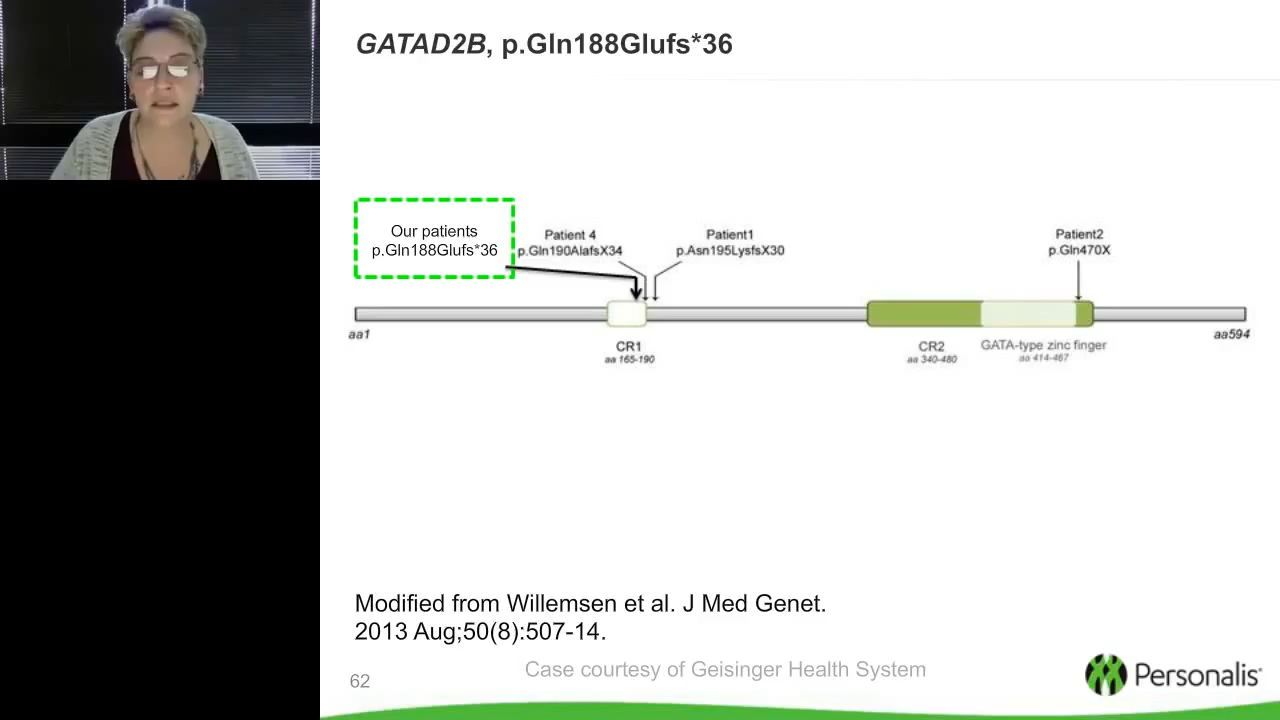 GATAD2B, p.Gln188Glufs*36
Our patients
p.Gln188Glufs*36
Patient 4
p.Gln190AlafsX34
Patient1
p.Asn195LysfsX30
Patient2
p.Gln470X
aa1
aa594
CR1
aa 165-190
CR2
aa 340-480
GATA-type zinc finger
aa 414-467
Modified from Willemsen et al. J Med Genet.
2013 Aug;50(8):507-14.
Case courtesy of Geisinger Health System
62
Personalis